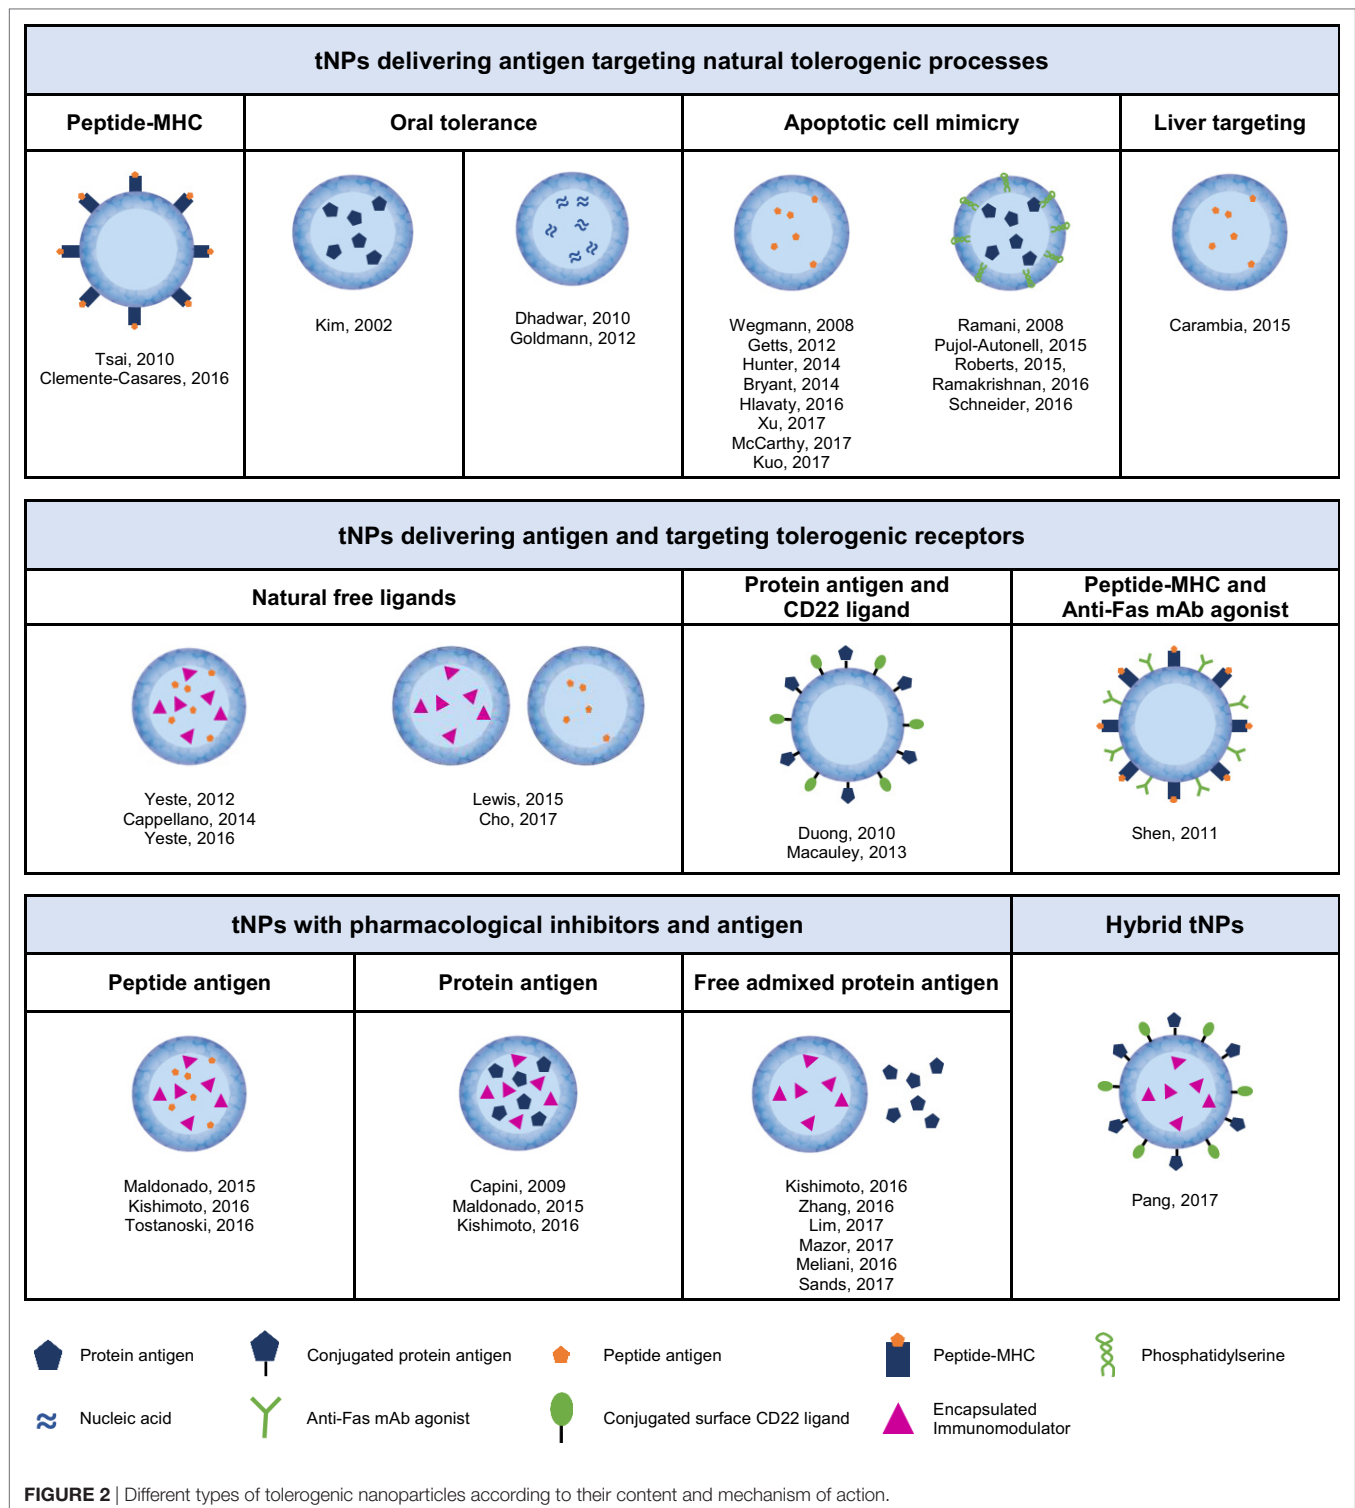 tNPs delivering antigen targeting natural tolerogenic processes
Peptide-MHC
Oral tolerance
Apoptotic cell mimicry
Liver targeting
Tsai, 2010
Clemente-Casares, 2016
Kim, 2002
Dhadwar, 2010
Goldmann, 2012
Wegmann, 2008
Getts, 2012
Hunter, 2014
Bryant, 2014
Hlavaty, 2016
Xu, 2017
McCarthy, 2017
Kuo, 2017
Ramani, 2008
Pujol-Autonell, 2015
Roberts, 2015,
Ramakrishnan, 2016
Schneider, 2016
Carambia, 2015
tNPs delivering antigen and targeting tolerogenic receptors
Natural free ligands
Protein antigen and
CD22 ligand
Peptide-MHC and
Anti-Fas mAb agonist
Yeste, 2012
Cappellano, 2014
Yeste, 2016
Lewis, 2015
Cho, 2017
Duong, 2010
Macauley, 2013
Shen, 2011
tNPs with pharmacological inhibitors and antigen
Hybrid tNPs
Peptide antigen
Protein antigen
Free admixed protein antigen
Maldonado, 2015
Kishimoto, 2016
Tostanoski, 2016
Capini, 2009
Maldonado, 2015
Kishimoto, 2016
Kishimoto, 2016
Zhang, 2016
Lim, 2017
Mazor, 2017
Meliani, 2016
Sands, 2017
Pang, 2017
Protein antigen
Conjugated protein antigen
Peptide antigen
Peptide-MHC
Phosphatidylserine
Nucleic acid
Anti-Fas mAb agonist
Conjugated surface CD22 ligand
Encapsulated
Immunomodulator
FIGURE 2 | Different types of tolerogenic nanoparticles according to their content and mechanism of action.